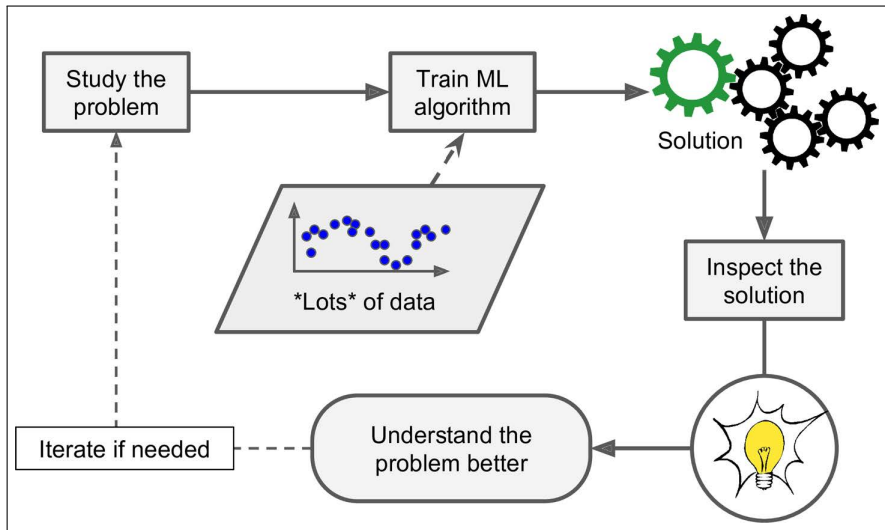 Study the
problem
Train ML
algorithm
Solution
*Lots* of data
Inspect the
solution
Understand the
problem better
Iterate if needed